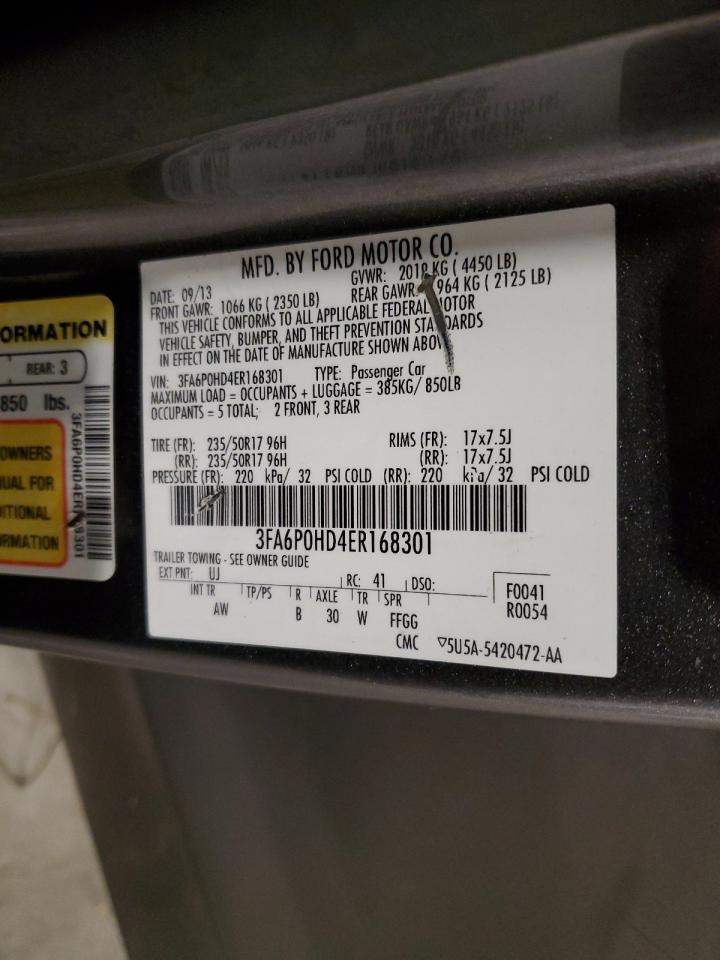 MFD. BY FORD MOTOR CO.
DATE: 09/13 GVWR: 2018 KG ( 4450 LB)
FRONT GAWR: 1066 KG ( 2350 LB) REAR GAWR: 964 KG ( 2125 LB)
THIS VEHICLE CONFORMS TO ALL APPLICABLE FEDERAL MOTOR
VEHICLE SAFETY, BUMPER, AND THEFT PREVENTION STANDARDS
IN EFFECT ON THE DATE OF MANUFACTURE SHOWN ABOVE
VIN: 3FA6P0HD4ER168301 TYPE: Passenger Car
MAXIMUM LOAD = OCCUPANTS + LUGGAGE = 385KG/ 850LB
OCCUPANTS = 5 TOTAL; 2 FRONT, 3 REAR
TIRE (FR): 235/50R17 96H RIMS (FR): 17x7.5J
(RR): 235/50R17 96H (RR): 17x7.5J
PRESSURE (FR): 220 kPa/ 32 PSI COLD (RR): 220 kPa/ 32 PSI COLD
3FA6P0HD4ER168301
TRAILER TOWING - SEE OWNER GUIDE
EXT PNT: UJ RC: 41 DSO: F0041
INT TR TP/PS R AXLE TR SPR R0054
AW B 30 W FFGG
CMC ▽5U5A-5420472-AA
ORMATION
REAR: 3
850 lbs.
OWNERS
UAL FOR
DITIONAL
RMATION
3FA6P0HD4ER168301